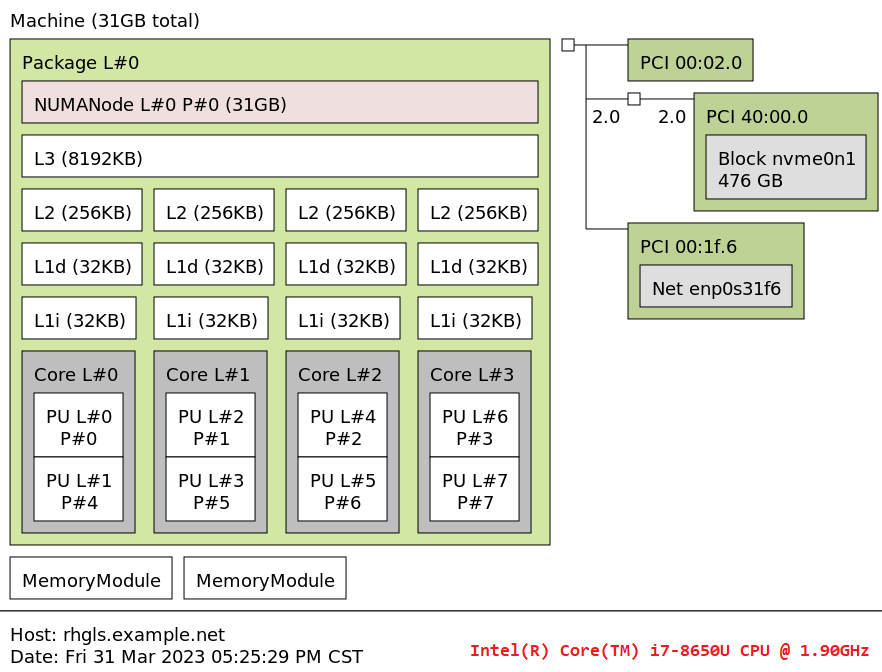 Machine (31GB total)
Package L#0
NUMANode L#0 P#0 (31GB)
L3 (8192KB)
L2 (256KB) L2 (256KB) L2 (256KB) L2 (256KB)
L1d (32KB) L1d (32KB) L1d (32KB) L1d (32KB)
L1i (32KB) L1i (32KB) L1i (32KB) L1i (32KB)
Core L#0 Core L#1 Core L#2 Core L#3
PU L#0 PU L#2 PU L#4 PU L#6
P#0 P#1 P#2 P#3
PU L#1 PU L#3 PU L#5 PU L#7
P#4 P#5 P#6 P#7
MemoryModule MemoryModule
PCI 00:02.0
2.0 2.0 PCI 40:00.0
Block nvme0n1
476 GB
PCI 00:1f.6
Net enp0s31f6
Host: rhgls.example.net
Date: Fri 31 Mar 2023 05:25:29 PM CST
Intel(R) Core(TM) i7-8650U CPU @ 1.90GHz